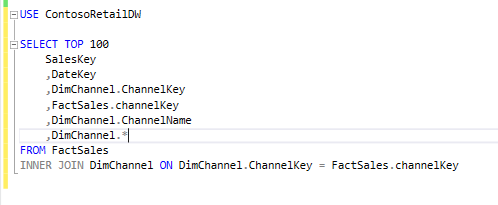 USE ContosoRetailDW
SELECT TOP 100
SalesKey
,DateKey
,DimChannel.ChannelKey
,FactSales.channelKey
,DimChannel.ChannelName
,DimChannel.*
FROM FactSales
INNER JOIN DimChannel ON DimChannel.ChannelKey = FactSales.channelKey